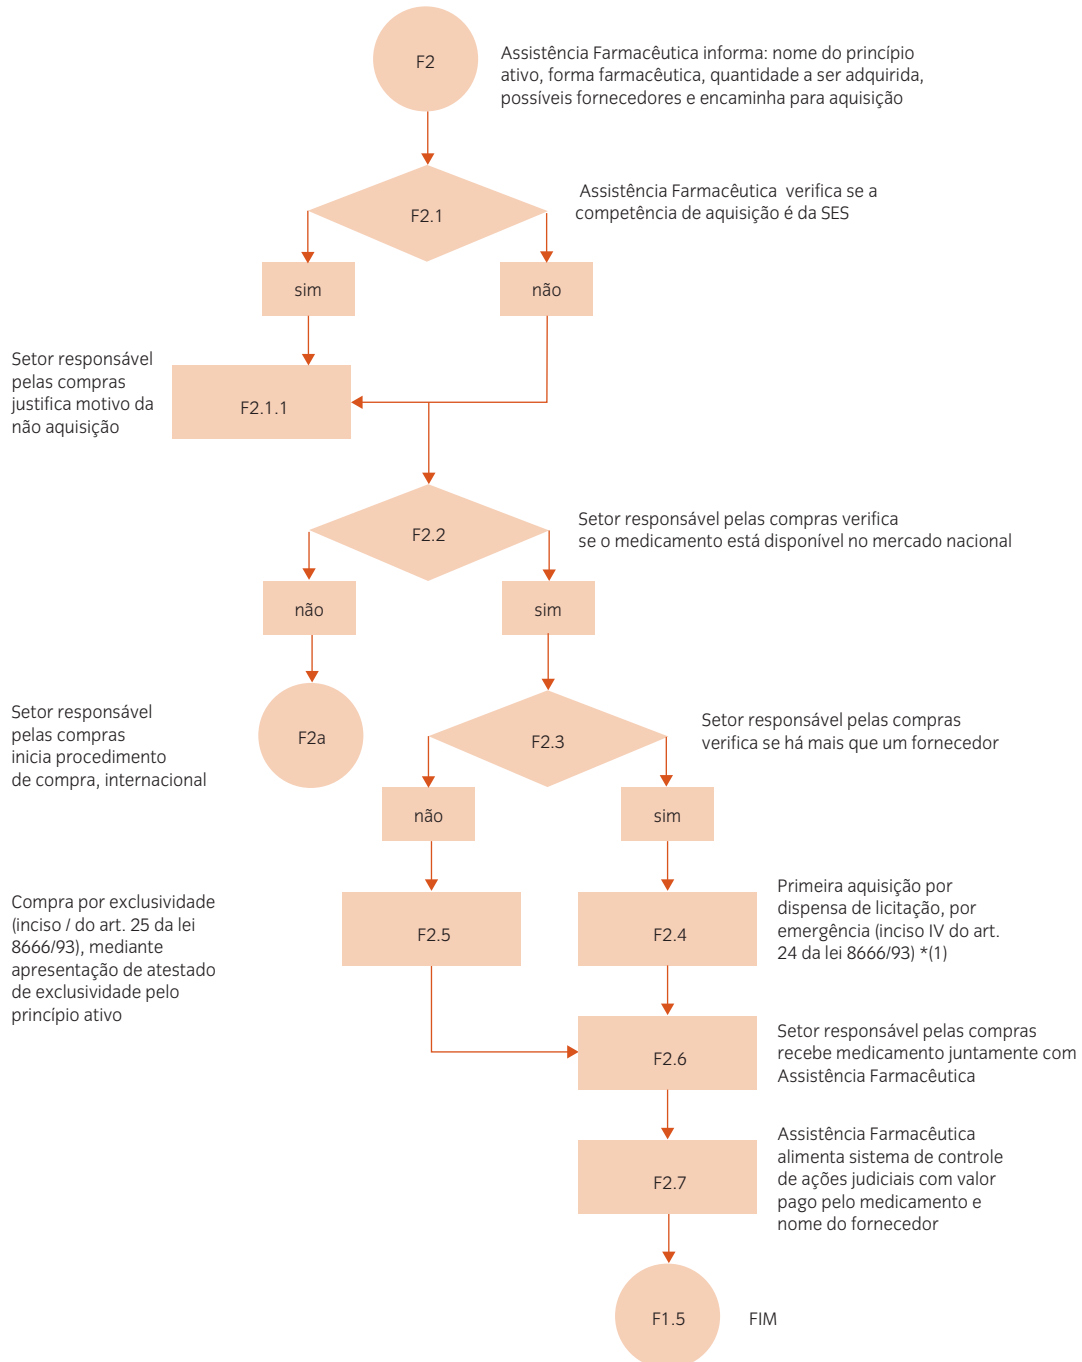 F2
Assistência Farmacêutica informa: nome do princípio
ativo, forma farmacêutica, quantidade a ser adquirida,
possíveis fornecedores e encaminha para aquisição
F2.1
Assistência Farmacêutica verifica se a
competência de aquisição é da SES
sim
não
Setor responsável
pelas compras
justifica motivo da
não aquisição
F2.1.1
F2.2
Setor responsável pelas compras verifica
se o medicamento está disponível no mercado nacional
não
sim
Setor responsável
pelas compras
inicia procedimento
de compra, internacional
F2a
F2.3
Setor responsável pelas compras
verifica se há mais que um fornecedor
não
sim
Compra por exclusividade
(inciso / do art. 25 da lei
8666/93), mediante
apresentação de atestado
de exclusividade pelo
princípio ativo
F2.5
F2.4
Primeira aquisição por
dispensa de licitação, por
emergência (inciso IV do art.
24 da lei 8666/93) *(1)
F2.6
Setor responsável pelas compras
recebe medicamento juntamente com
Assistência Farmacêutica
F2.7
Assistência Farmacêutica
alimenta sistema de controle
de ações judiciais com valor
pago pelo medicamento e
nome do fornecedor
F1.5
FIM